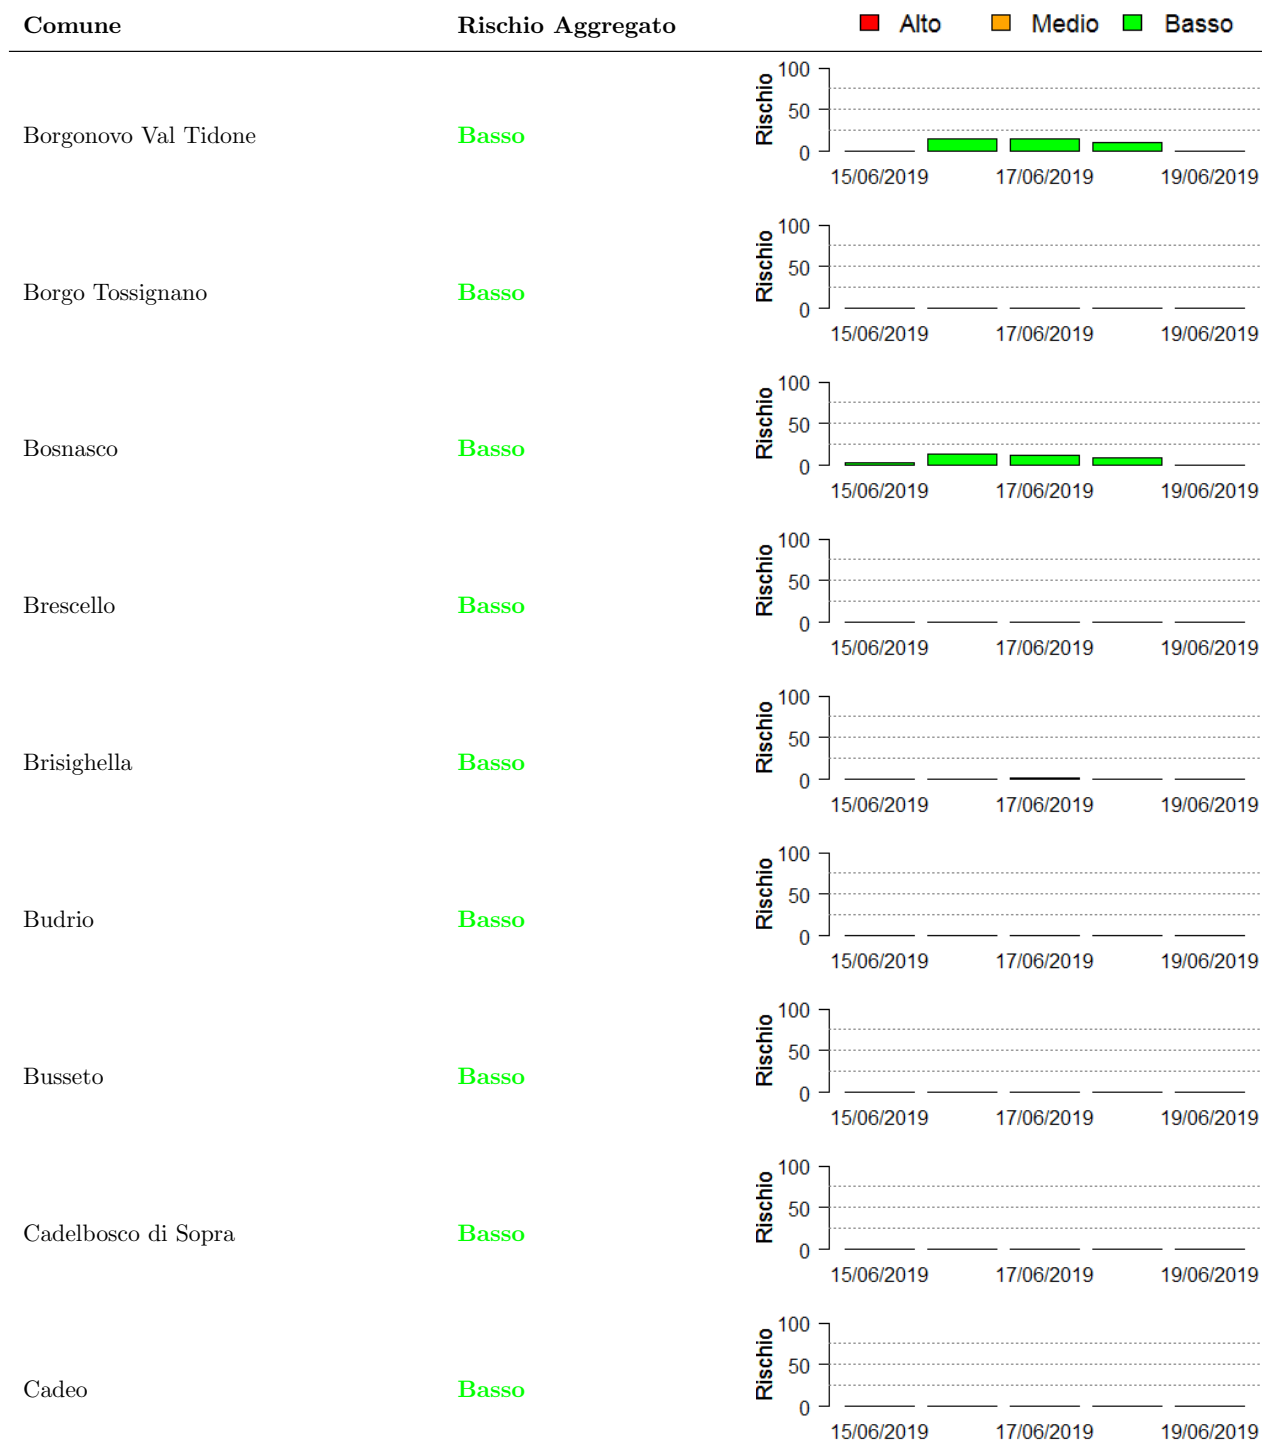 Comune Rischio Aggregato Alto Medio Basso
100
50
0
Rischio
Borgonovo Val Tidone Basso
15/06/2019 17/06/2019 19/06/2019
100
50
0
Rischio
Borgo Tossignano Basso
15/06/2019 17/06/2019 19/06/2019
100
50
0
Rischio
Bosnasco Basso
15/06/2019 17/06/2019 19/06/2019
100
50
0
Rischio
Brescello Basso
15/06/2019 17/06/2019 19/06/2019
100
50
0
Rischio
Brisighella Basso
15/06/2019 17/06/2019 19/06/2019
100
50
0
Rischio
Budrio Basso
15/06/2019 17/06/2019 19/06/2019
100
50
0
Rischio
Busseto Basso
15/06/2019 17/06/2019 19/06/2019
100
50
0
Rischio
Cadelbosco di Sopra Basso
15/06/2019 17/06/2019 19/06/2019
100
50
0
Rischio
Cadeo Basso
15/06/2019 17/06/2019 19/06/2019